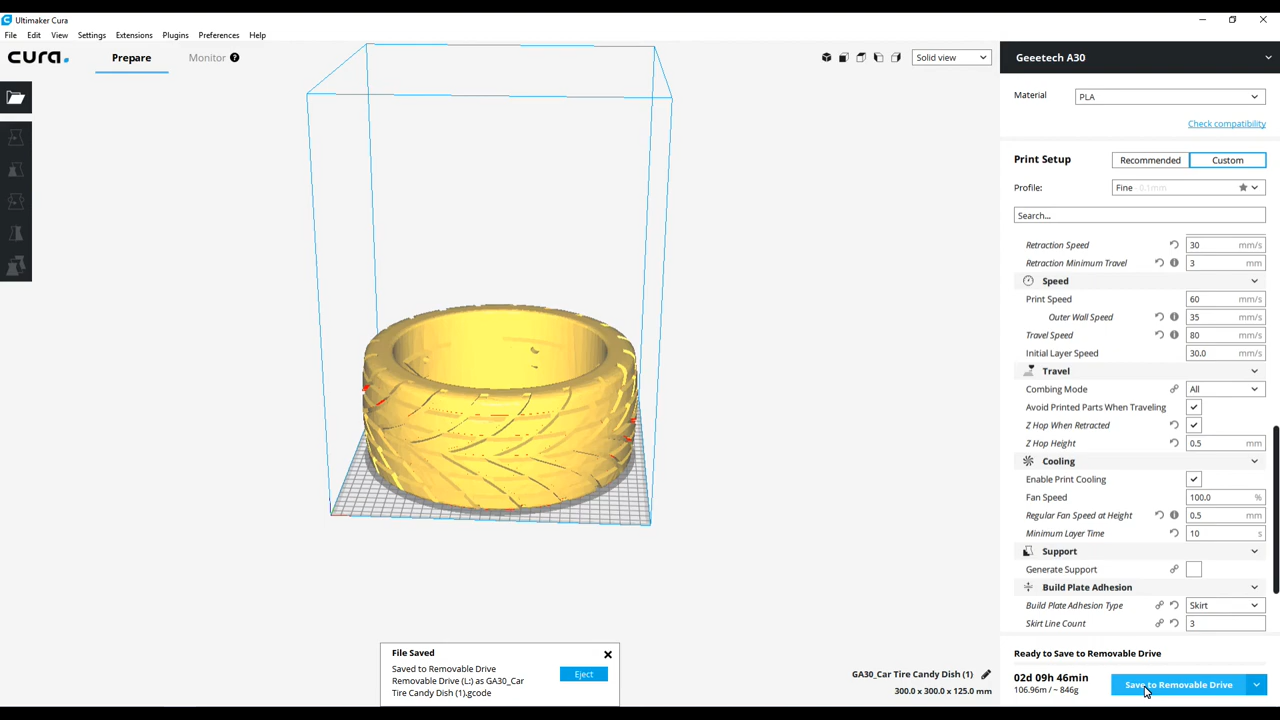 Ultimaker Cura
File Edit View Settings Extensions Plugins Preferences Help
cura.
Prepare
Monitor ?
Solid view
Geeetech A30
Material PLA
Check compatibility
Print Setup Recommended Custom
Profile: Fine - 0.1mm
Search...
Retraction Speed 30 mm/s
Retraction Minimum Travel 3 mm
Speed
Print Speed 60 mm/s
Outer Wall Speed 35 mm/s
Travel Speed 80 mm/s
Initial Layer Speed 30.0 mm/s
Travel
Combing Mode All
Avoid Printed Parts When Traveling
Z Hop When Retracted
Z Hop Height 0.5 mm
Cooling
Enable Print Cooling
Fan Speed 100.0 %
Regular Fan Speed at Height 0.5 mm
Minimum Layer Time 10 s
Support
Generate Support
Build Plate Adhesion
Build Plate Adhesion Type Skirt
Skirt Line Count 3
File Saved
Saved to Removable Drive
Removable Drive (L:) as GA30_Car
Tire Candy Dish (1).gcode
Eject
GA30_Car Tire Candy Dish (1)
300.0 x 300.0 x 125.0 mm
Ready to Save to Removable Drive
02d 09h 46min
106.96m / ~ 846g
Save to Removable Drive